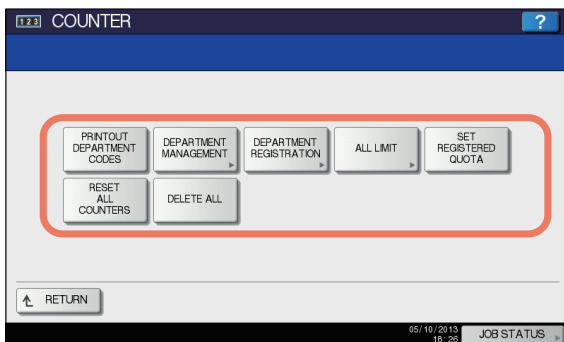 123 COUNTER
?
PRINTOUT
DEPARTMENT
CODES
DEPARTMENT
MANAGEMENT
DEPARTMENT
REGISTRATION
ALL LIMIT
SET
REGISTERED
QUOTA
RESET
ALL
COUNTERS
DELETE ALL
RETURN
05/10/2013
18:26
JOB STATUS